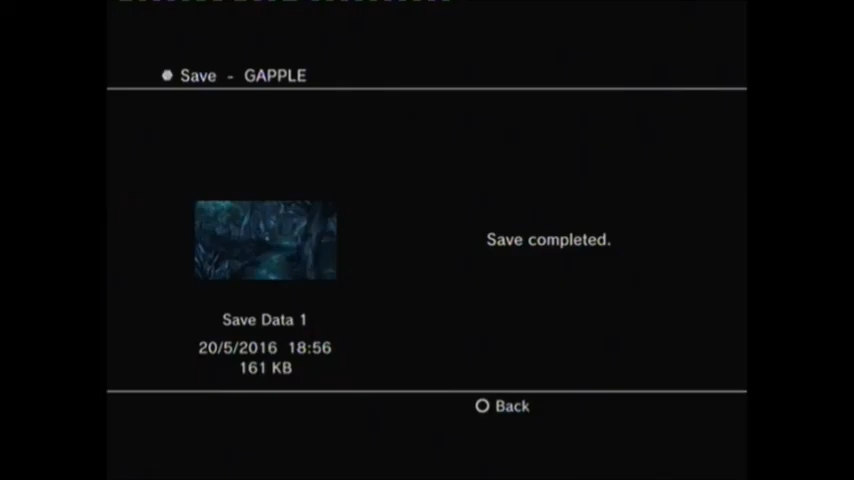 Save - GAPPLE
Save completed.
Save Data 1
20/5/2016 18:56
161 KB
Back